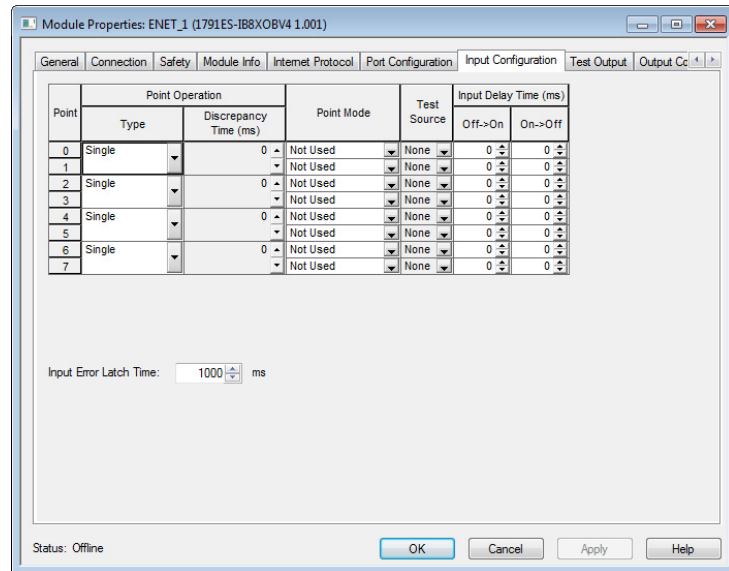 Module Properties: ENET_1 (1791ES-IB8XOBV4 1.001)
General Connection Safety Module Info Internet Protocol Port Configuration Input Configuration Test Output Output Cc
Point Point Operation Point Mode Test Source Input Delay Time (ms)
Type Discrepancy Time (ms) Off->On On->Off
0 Single 0 Not Used None 0 0
1 Not Used None 0 0
2 Single 0 Not Used None 0 0
3 Not Used None 0 0
4 Single 0 Not Used None 0 0
5 Not Used None 0 0
6 Single 0 Not Used None 0 0
7 Not Used None 0 0
Input Error Latch Time: 1000 ms
Status: Offline OK Cancel Apply Help